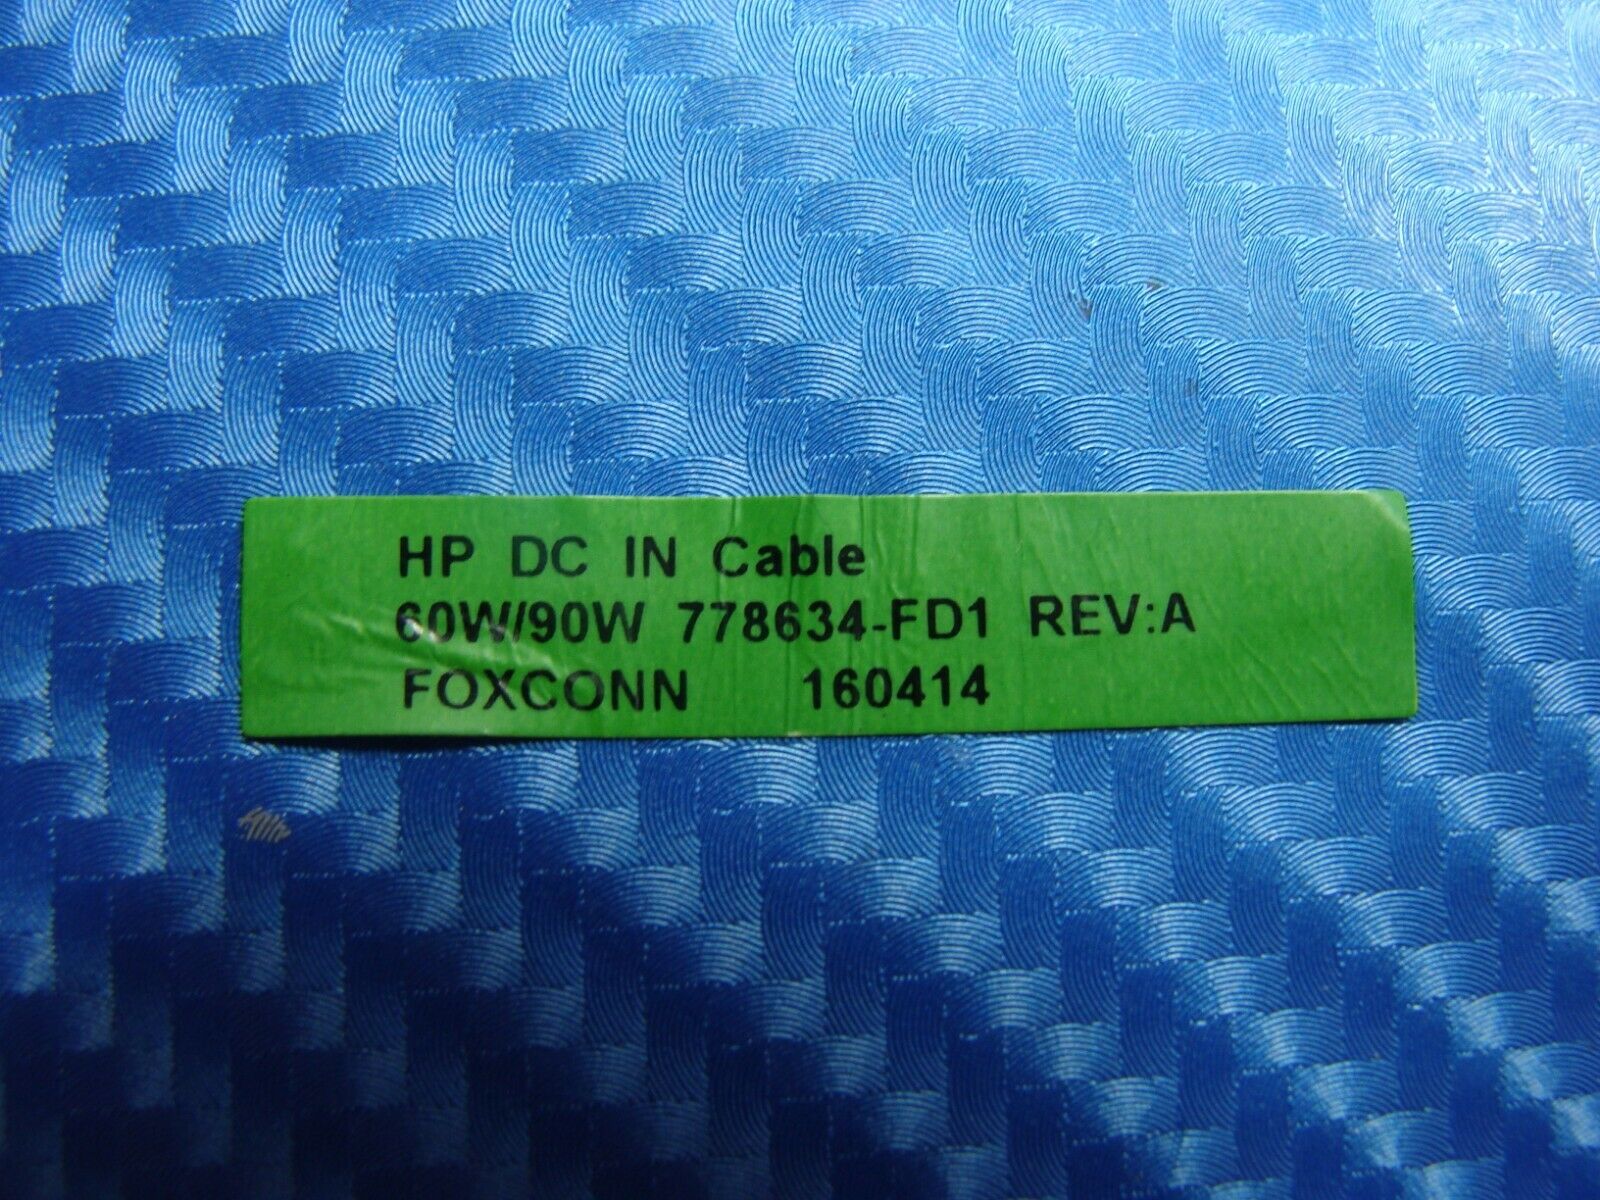 HP DC IN Cable
60W/90W 778634-FD1 REV:A
FOXCONN 160414